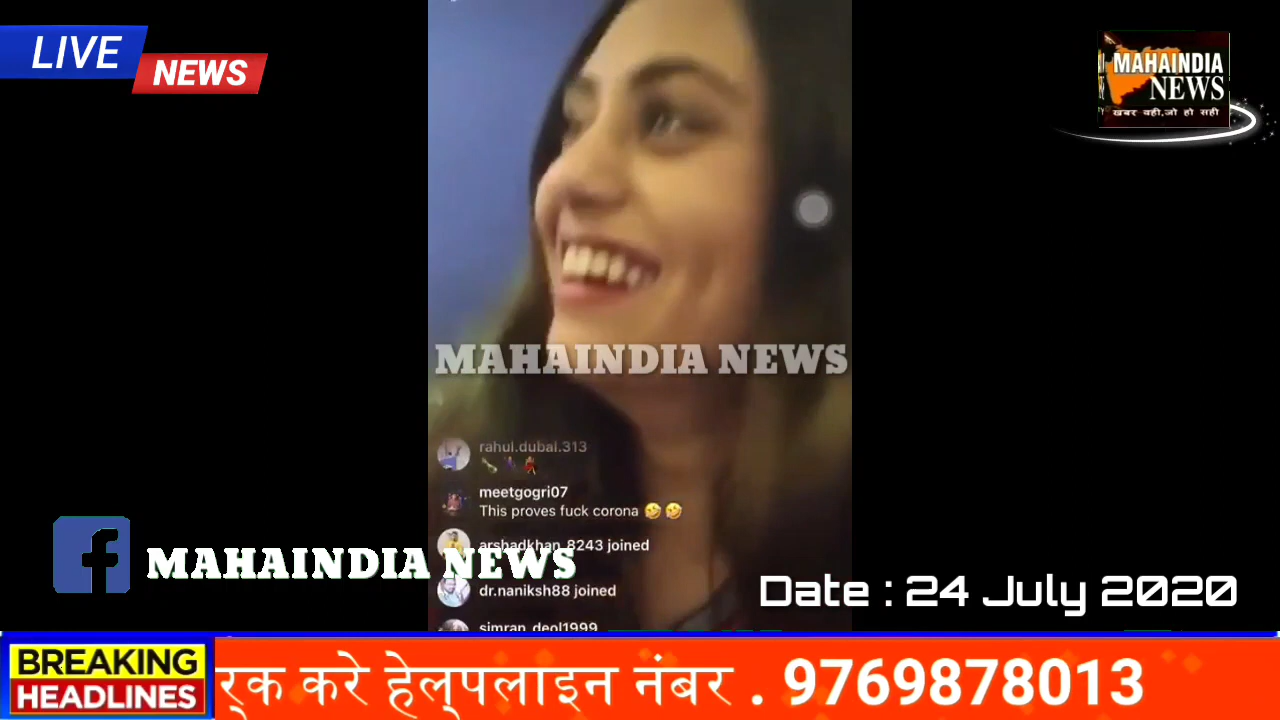 LIVE
NEWS
MAHAINDIA
NEWS
खबर वही,जो हो सही
MAHAINDIA NEWS
rahul.dubal.313
meetgogri07
This proves fuck corona 🤣🤣
arshadkhan_8243 joined
dr.naniksh88 joined
simran_deol1999
f MAHAINDIA NEWS
Date : 24 July 2020
BREAKING
HEADLINES
र्क करे हेल्पलाइन नंबर . 9769878013